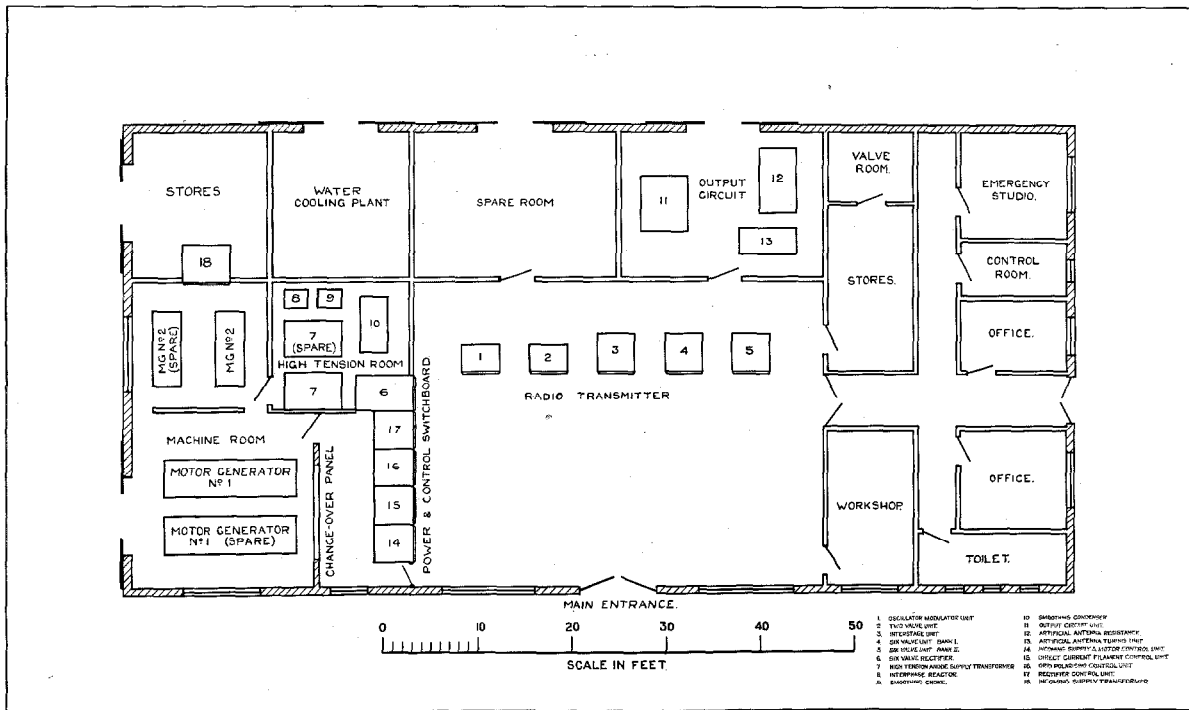 STORES
WATER
COOLING PLANT
SPARE ROOM
OUTPUT
CIRCUIT
11
12
13
VALVE
ROOM.
EMERGENCY
STUDIO.
18
CONTROL
ROOM.
STORES.
OFFICE.
8
9
10
7
(SPARE)
HIGH TENSION ROOM
7
6
MG Nº2
(SPARE)
MG Nº2
1
2
3
4
5
RADIO TRANSMITTER
MACHINE ROOM
MOTOR GENERATOR
Nº 1
MOTOR GENERATOR
Nº1 (SPARE)
CHANGE-OVER PANEL
17
16
15
14
POWER & CONTROL SWITCHBOARD.
WORKSHOP.
OFFICE.
TOILET.
MAIN ENTRANCE.
0 10 20 30 40 50
SCALE IN FEET.
1 OSCILLATOR MODULATOR UNIT
2 TWO VALVE UNIT
3 INTERSTAGE UNIT
4 SIX VALVE UNIT BANK I.
5 SIX VALVE UNIT BANK II.
6 SIX VALVE RECTIFIER.
7 HIGH TENSION ANODE SUPPLY TRANSFORMER
8 INTERPHASE REACTOR.
9 SMOOTHING CHOKE.
10 SMOOTHING CONDENSER
11 OUTPUT CIRCUIT UNIT.
12 ARTIFICIAL ANTENNA RESISTANCE.
13 ARTIFICIAL ANTENNA TUNING UNIT
14 INCOMING SUPPLY & MOTOR CONTROL UNIT
15 DIRECT CURRENT FILAMENT CONTROL UNIT
16 GRID POLARISING CONTROL UNIT
17 RECTIFIER CONTROL UNIT.
18 INCOMING SUPPLY TRANSFORMER